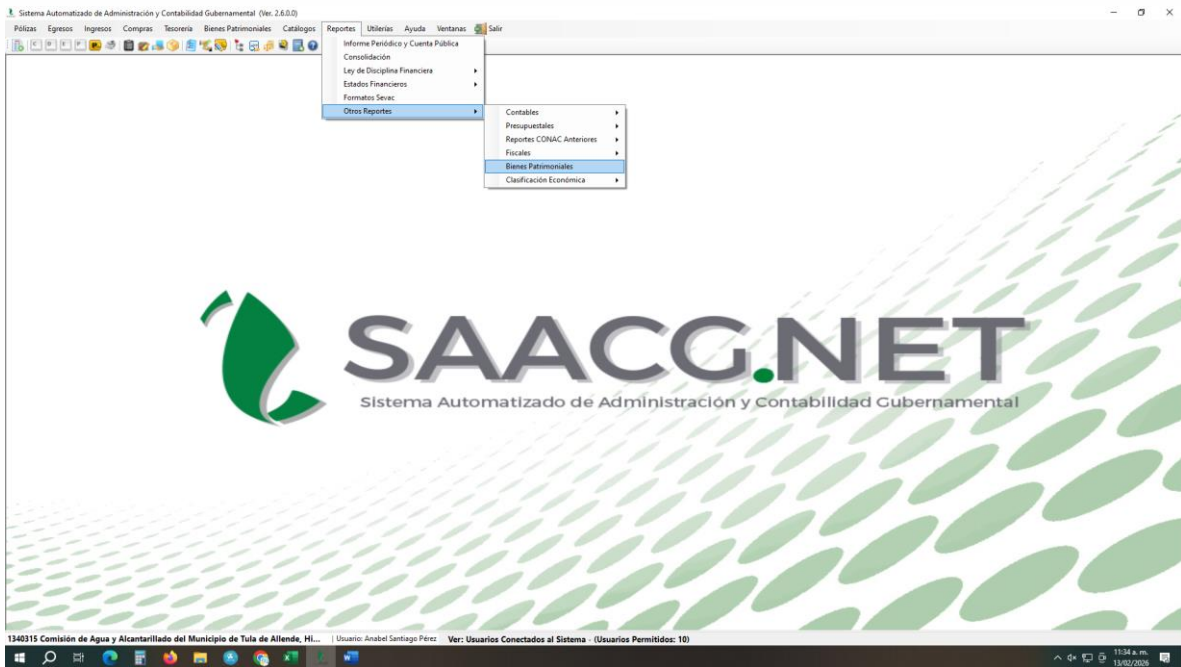 Sistema Automatizado de Administración y Contabilidad Gubernamental (Ver. 2.6.0.0)
Pólizas Egresos Ingresos Compras Tesorería Bienes Patrimoniales Catálogos Reportes Utilerías Ayuda Ventanas Salir
Informe Periódico y Cuenta Pública
Consolidación
Ley de Disciplina Financiera
Estados Financieros
Formatos Sevac
Otros Reportes
Contables
Presupuestales
Reportes CONAC Anteriores
Fiscales
Bienes Patrimoniales
Clasificación Económica
SAACG.NET
Sistema Automatizado de Administración y Contabilidad Gubernamental
1340315 Comisión de Agua y Alcantarillado del Municipio de Tula de Allende, Hi... Usuario: Anabel Santiago Pérez Ver: Usuarios Conectados al Sistema - (Usuarios Permitidos: 10)
11:34 a. m.
13/02/2026